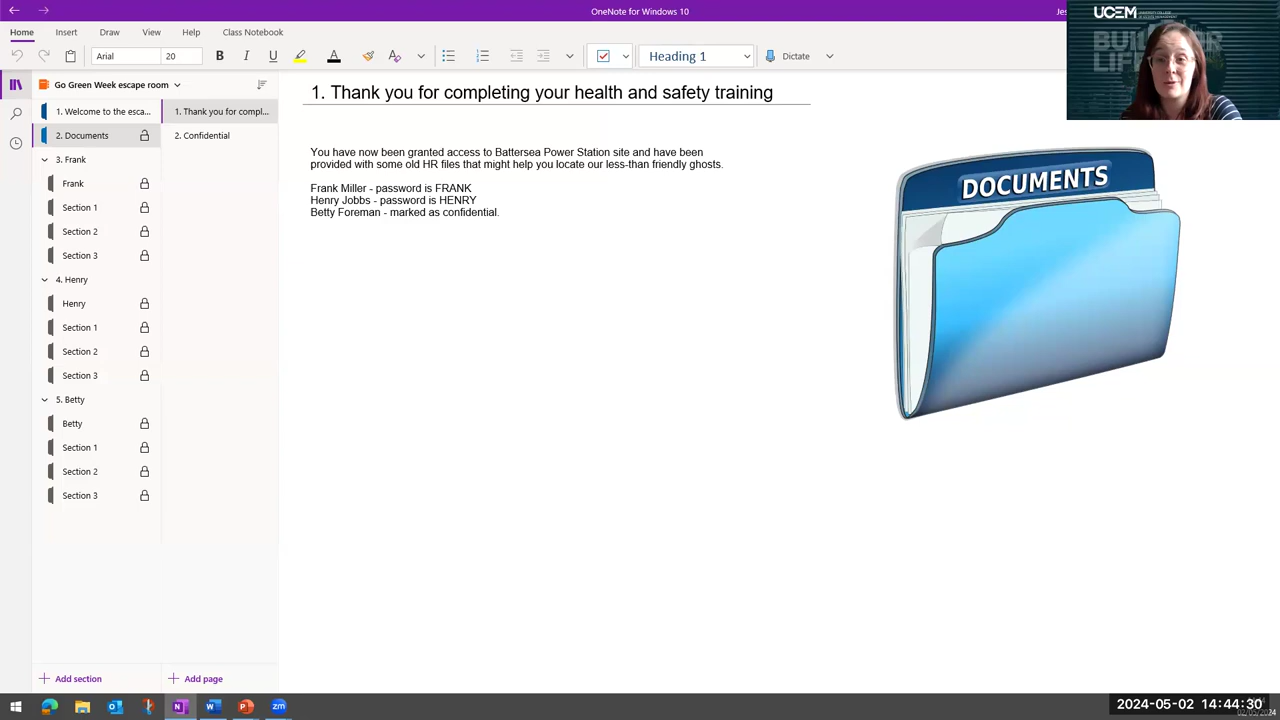 OneNote for Windows 10
Jes
UCEM
UNIVERSITY COLLEGE OF ESTATE MANAGEMENT
Home
Insert
Draw
View
Help
Class Notebook
Arial
20
B
I
U
A
Heading 1
Dictate
Go Green Week escape room
1. Welcome to the esca...
2. Documents
3. Frank
Frank
Section 1
Section 2
Section 3
4. Henry
Henry
Section 1
Section 2
Section 3
5. Betty
Betty
Section 1
Section 2
Section 3
Add section
1. Thank you for compl...
2. Confidential
Add page
1. Thank you for completing your health and safety training
You have now been granted access to Battersea Power Station site and have been
provided with some old HR files that might help you locate our less-than friendly ghosts.
Frank Miller - password is FRANK
Henry Jobbs - password is HENRY
Betty Foreman - marked as confidential.
DOCUMENTS
2024-05-02 14:44:30